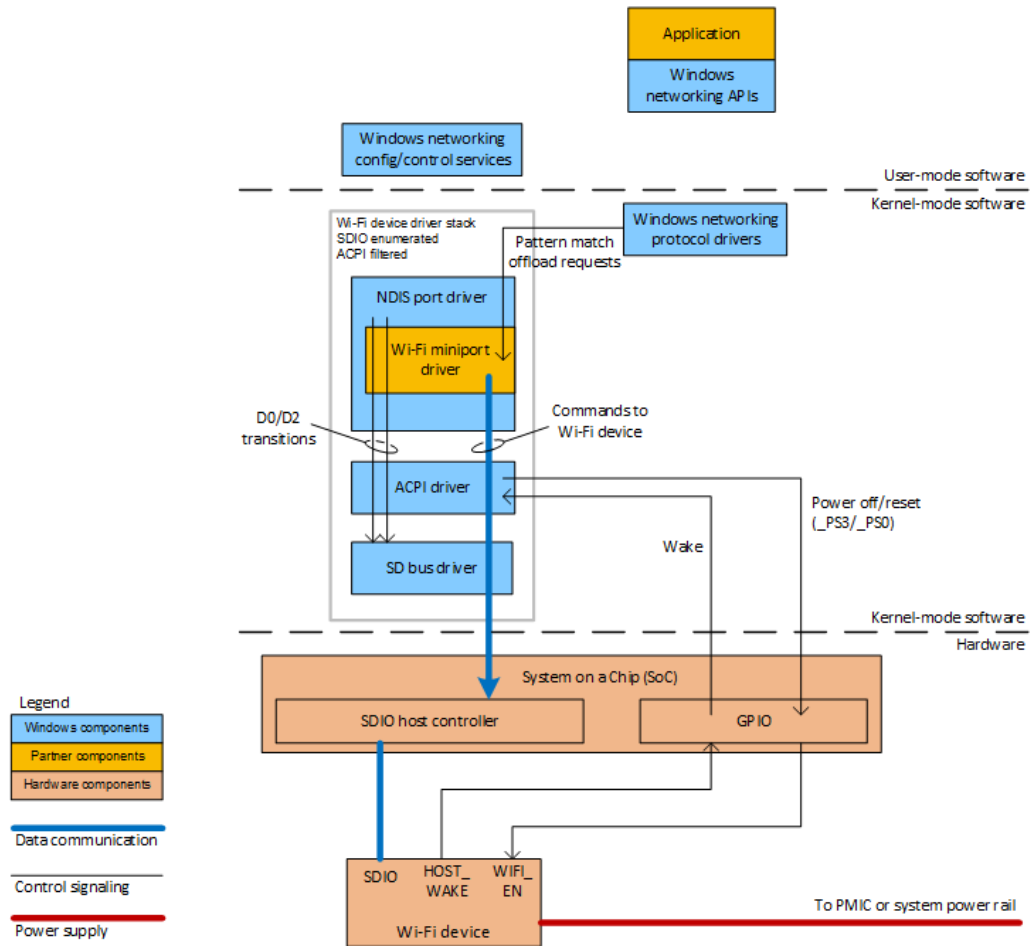 Application
Windows
networking APIs
Windows networking
config/control services
User-mode software
Kernel-mode software
Wi-Fi device driver stack
SDIO enumerated
ACPI filtered
Windows networking
protocol drivers
Pattern match
offload requests
NDIS port driver
Wi-Fi miniport
driver
D0/D2
transitions
Commands to
Wi-Fi device
ACPI driver
Power off/reset
(_PS3/_PS0)
Wake
SD bus driver
Kernel-mode software
Hardware
System on a Chip (SoC)
SDIO host controller
GPIO
Legend
Windows components
Partner components
Hardware components
Data communication
Control signaling
Power supply
SDIO
HOST_
WAKE
WIFI_
EN
Wi-Fi device
To PMIC or system power rail